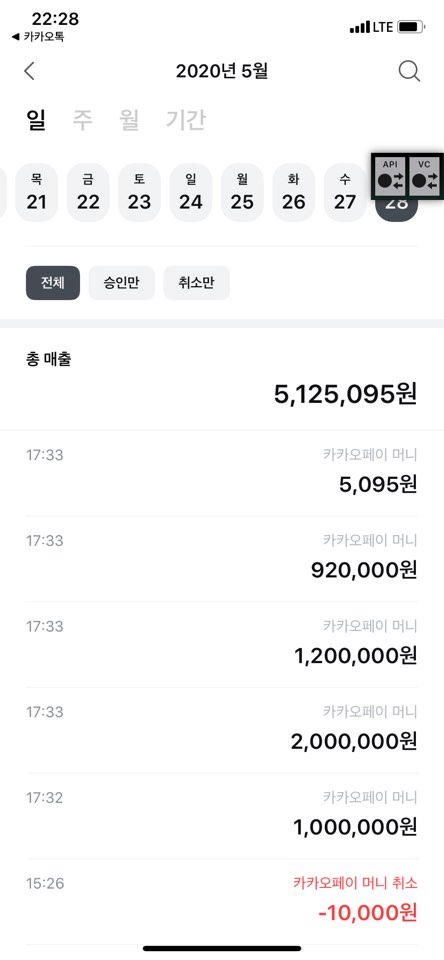 22:28
LTE
◀ 카카오톡
2020년 5월
일 주 월 기간
목 금 토 일 월 화 수
API VC
21 22 23 24 25 26 27 28
전체 승인만 취소만
총 매출
5,125,095원
17:33 카카오페이 머니
5,095원
17:33 카카오페이 머니
920,000원
17:33 카카오페이 머니
1,200,000원
17:33 카카오페이 머니
2,000,000원
17:32 카카오페이 머니
1,000,000원
15:26 카카오페이 머니 취소
-10,000원